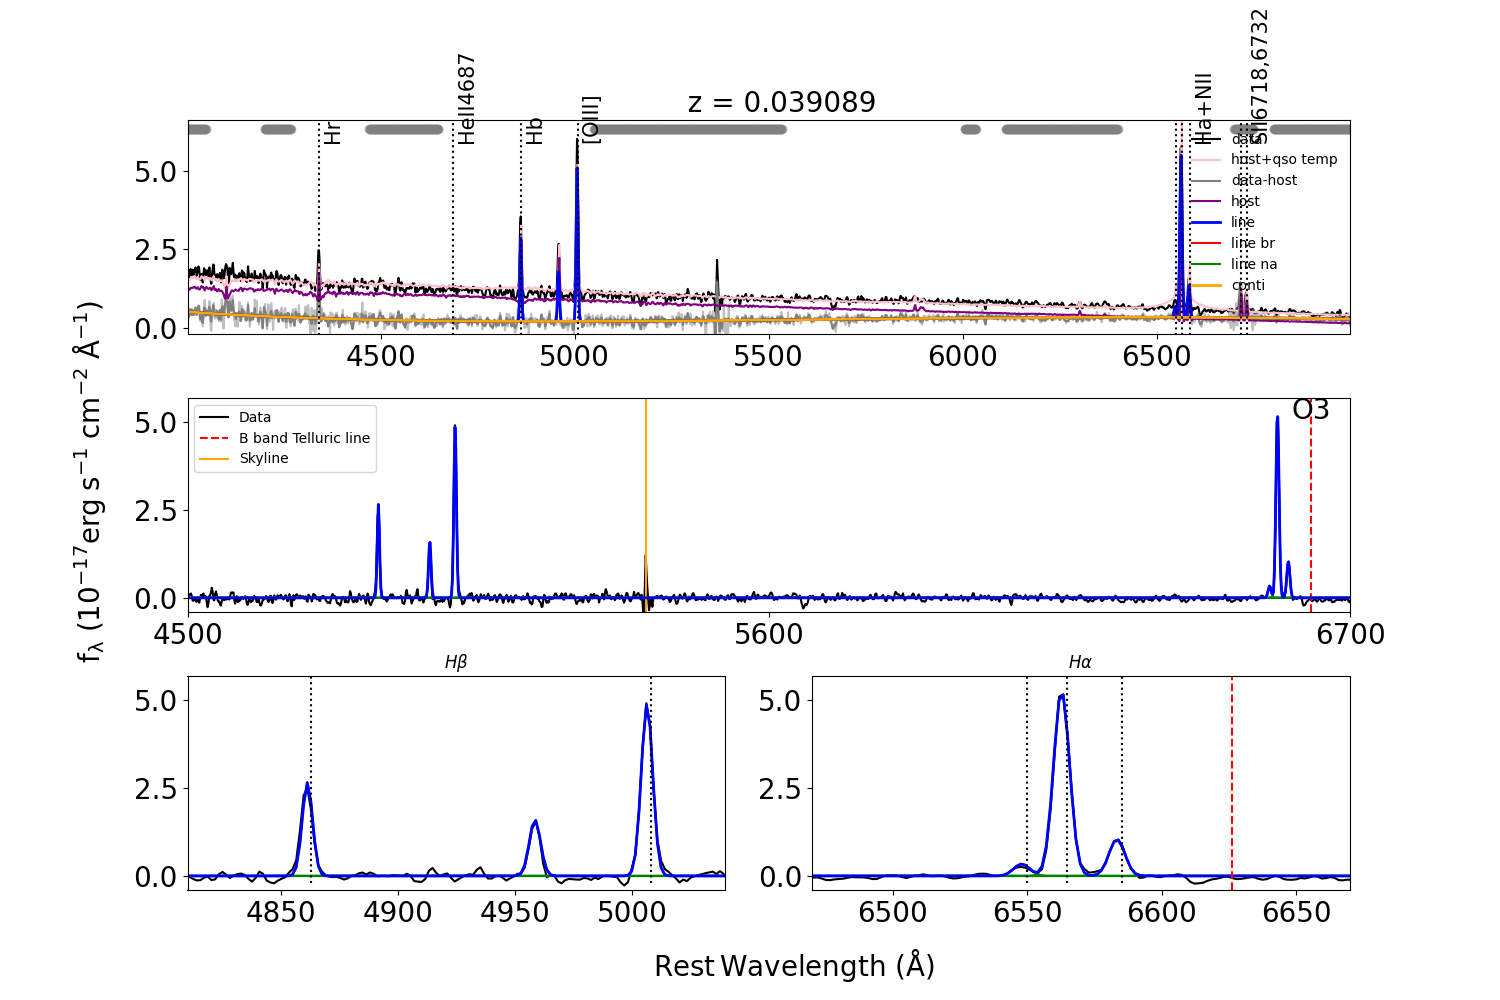 z = 0.039089
Hr
HeII4687
Hb
[OIII]
Ha+NII
SII6718,6732
data
host+qso temp
data-host
host
line
line br
line na
conti
5.0
2.5
0.0
4500
5000
5500
6000
6500
fλ (10⁻¹⁷erg s⁻¹ cm⁻² Å⁻¹)
Data
B band Telluric line
Skyline
O3
5.0
2.5
0.0
4500
5600
6700
Hβ
5.0
2.5
0.0
4850
4900
4950
5000
Hα
5.0
2.5
0.0
6500
6550
6600
6650
Rest Wavelength (Å)